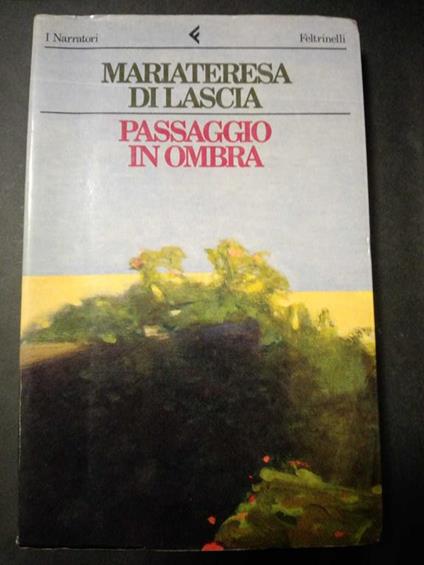 I Narratori
Feltrinelli
MARIATERESA
DI LASCIA
PASSAGGIO
IN OMBRA